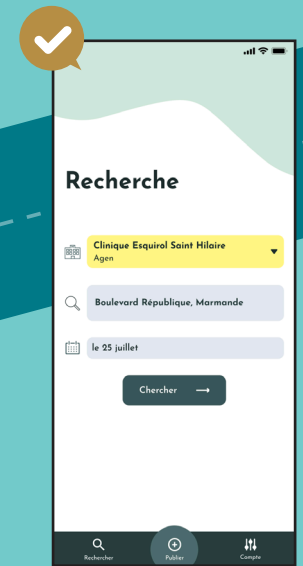 Recherche
Clinique Esquirol Saint Hilaire
Agen
Boulevard République, Marmande
le 25 juillet
Chercher
Rechercher
Publier
Compte